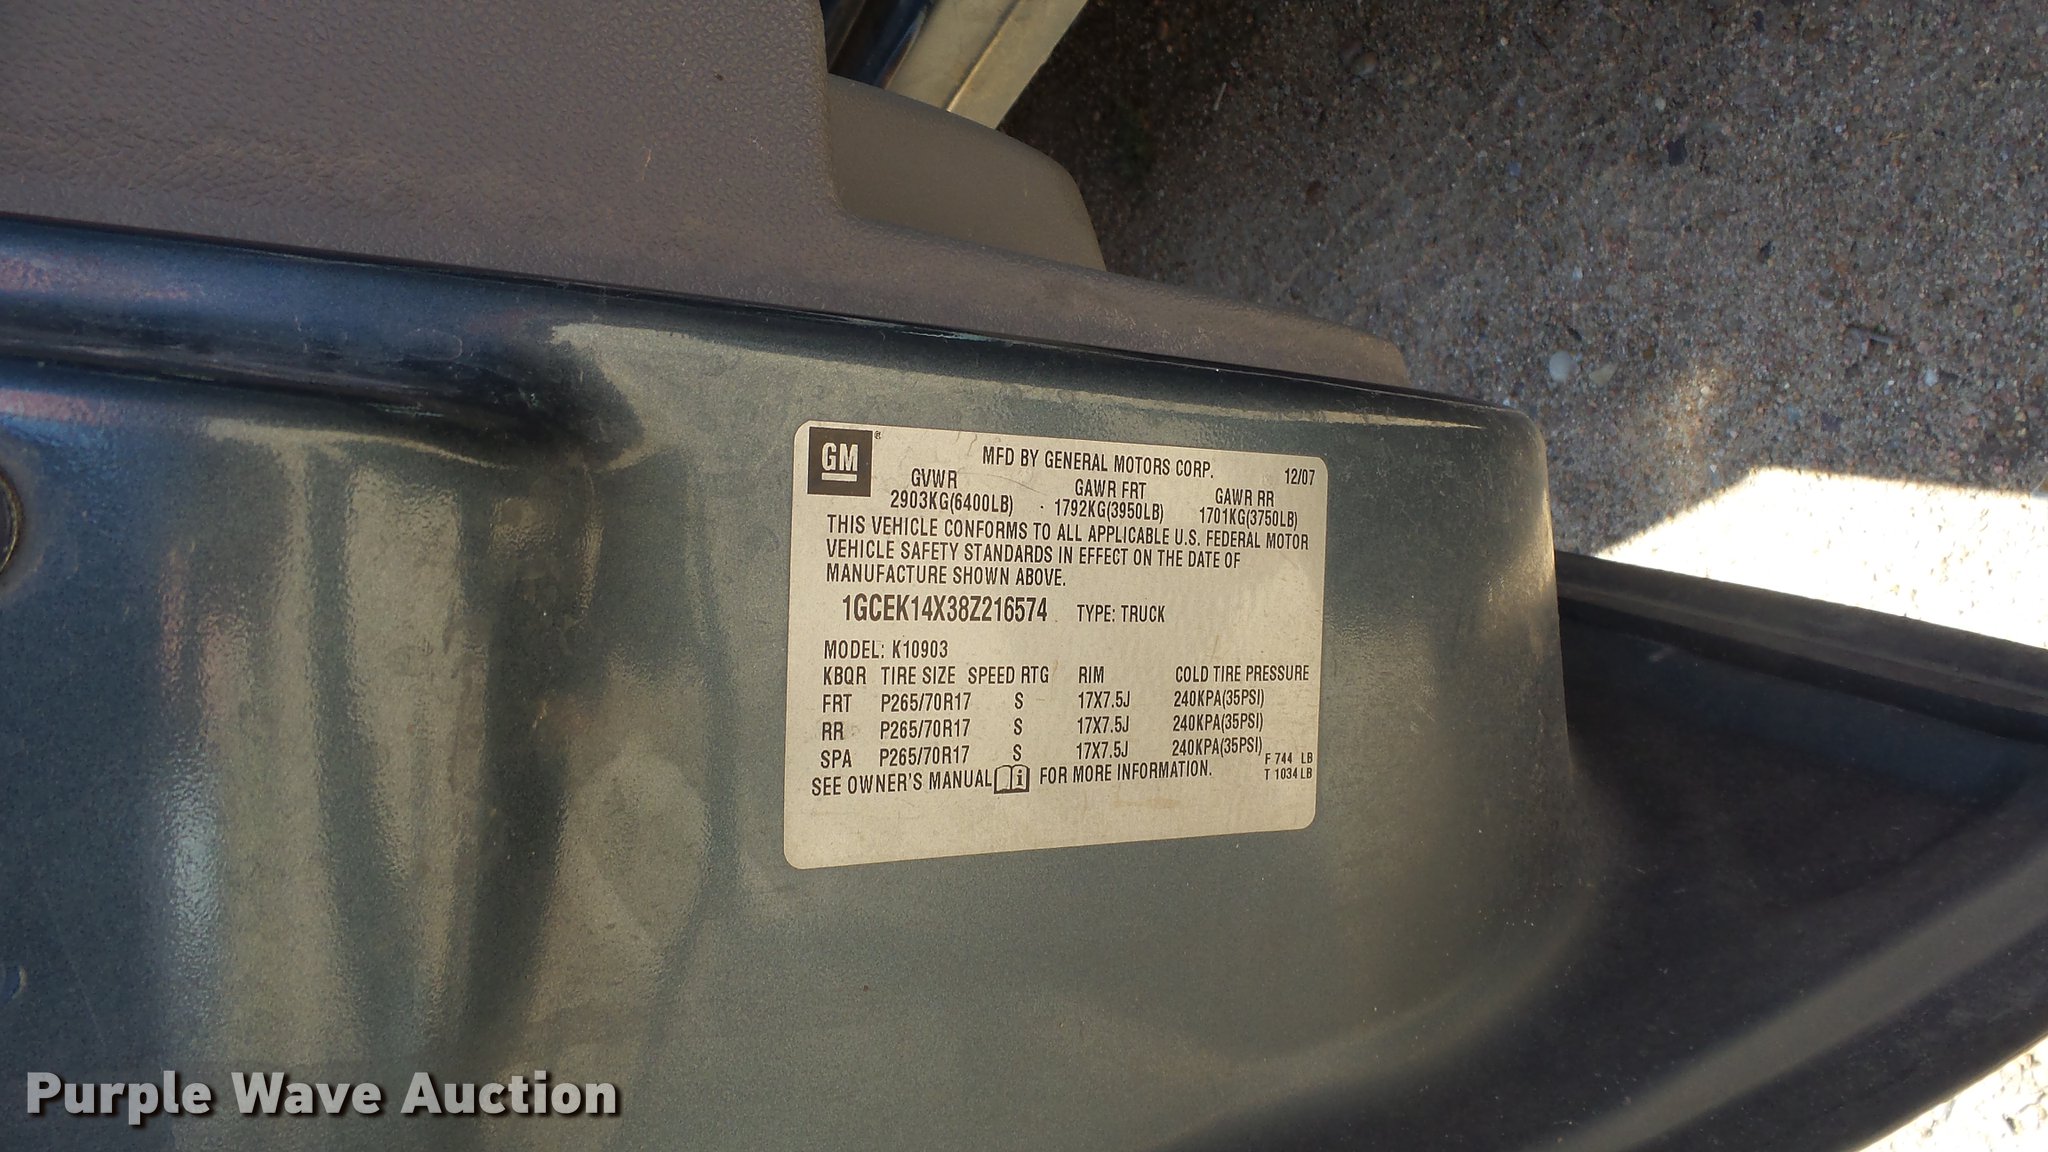 GM®
MFD BY GENERAL MOTORS CORP. 12/07
GVWR GAWR FRT GAWR RR
2903KG(6400LB) 1792KG(3950LB) 1701KG(3750LB)
THIS VEHICLE CONFORMS TO ALL APPLICABLE U.S. FEDERAL MOTOR
VEHICLE SAFETY STANDARDS IN EFFECT ON THE DATE OF
MANUFACTURE SHOWN ABOVE.
1GCEK14X38Z216574 TYPE: TRUCK
MODEL: K10903
KBQR TIRE SIZE SPEED RTG RIM COLD TIRE PRESSURE
FRT P265/70R17 S 17X7.5J 240KPA(35PSI)
RR P265/70R17 S 17X7.5J 240KPA(35PSI)
SPA P265/70R17 S 17X7.5J 240KPA(35PSI)
F 744 LB
SEE OWNER'S MANUAL FOR MORE INFORMATION. T 1034 LB
Purple Wave Auction